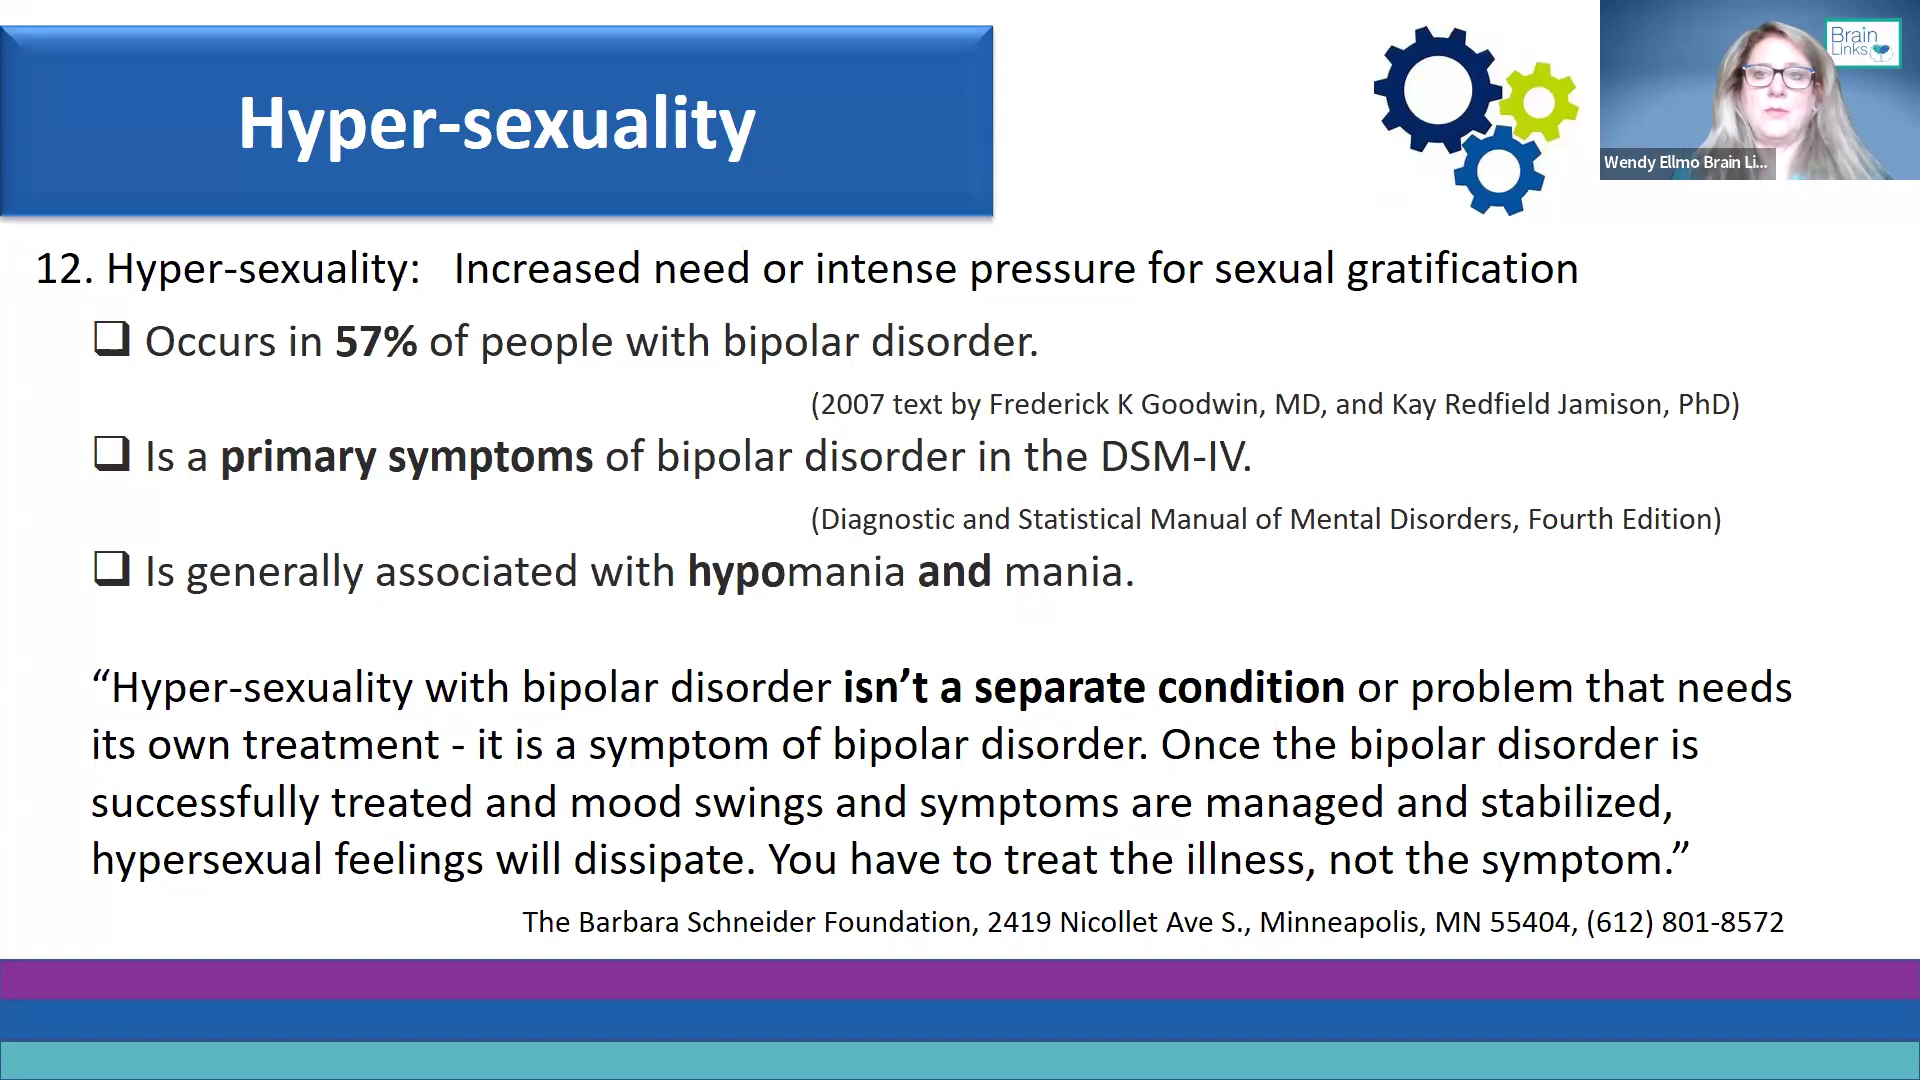 Hyper-sexuality
Brain
Links
Wendy Ellmo Brain Li...
12. Hyper-sexuality: Increased need or intense pressure for sexual gratification
Occurs in 57% of people with bipolar disorder.
(2007 text by Frederick K Goodwin, MD, and Kay Redfield Jamison, PhD)
Is a primary symptoms of bipolar disorder in the DSM-IV.
(Diagnostic and Statistical Manual of Mental Disorders, Fourth Edition)
Is generally associated with hypomania and mania.
“Hyper-sexuality with bipolar disorder isn’t a separate condition or problem that needs
its own treatment - it is a symptom of bipolar disorder. Once the bipolar disorder is
successfully treated and mood swings and symptoms are managed and stabilized,
hypersexual feelings will dissipate. You have to treat the illness, not the symptom.”
The Barbara Schneider Foundation, 2419 Nicollet Ave S., Minneapolis, MN 55404, (612) 801-8572